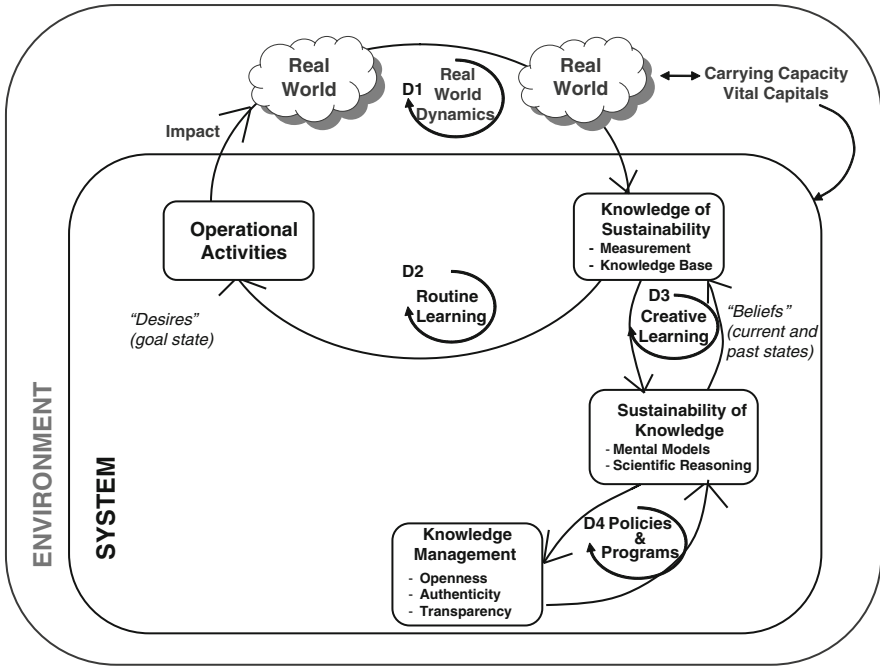 Real
World
D1
Real
World
Dynamics
Real
World
Carrying Capacity
Vital Capitals
Impact
Operational
Activities
Knowledge of
Sustainability
- Measurement
- Knowledge Base
D2
Routine
Learning
D3
Creative
Learning
“Desires”
(goal state)
“Beliefs”
(current and
past states)
Sustainability of
Knowledge
- Mental Models
- Scientific Reasoning
Knowledge
Management
- Openness
- Authenticity
- Transparency
D4 Policies
&
Programs
ENVIRONMENT
SYSTEM